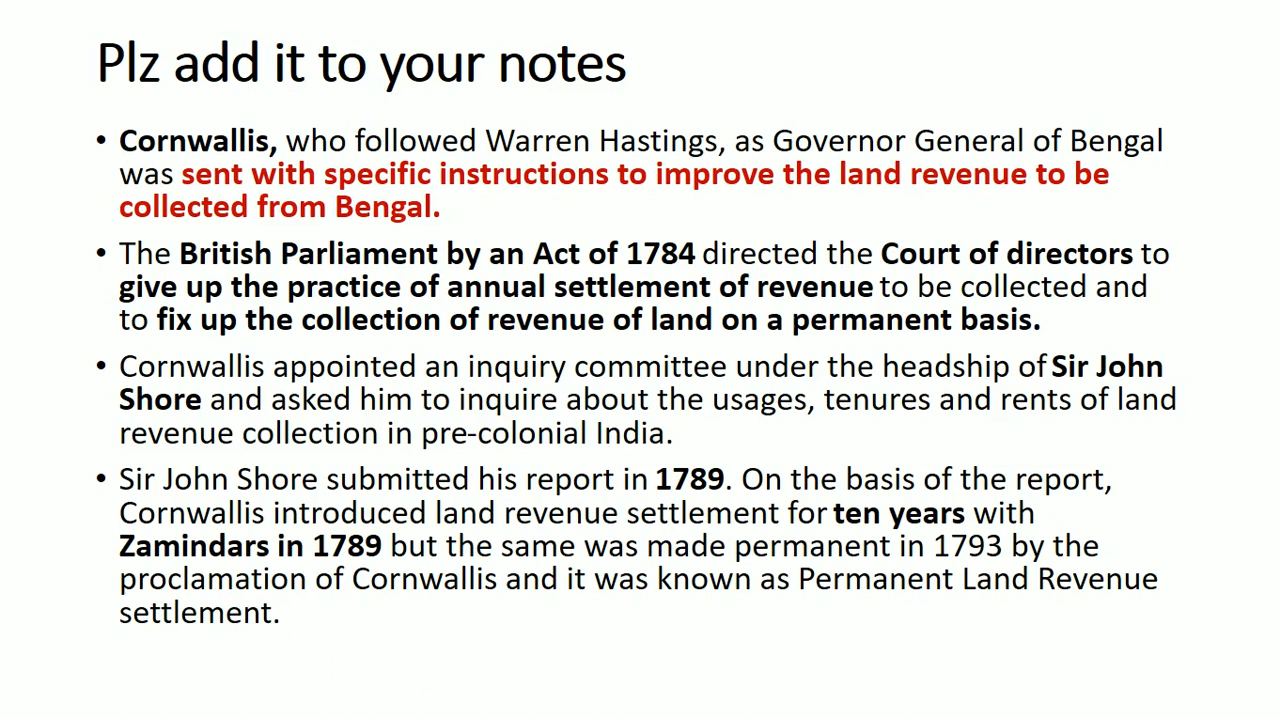 Plz add it to your notes
• Cornwallis, who followed Warren Hastings, as Governor General of Bengal
was sent with specific instructions to improve the land revenue to be
collected from Bengal.
• The British Parliament by an Act of 1784 directed the Court of directors to
give up the practice of annual settlement of revenue to be collected and
to fix up the collection of revenue of land on a permanent basis.
• Cornwallis appointed an inquiry committee under the headship of Sir John
Shore and asked him to inquire about the usages, tenures and rents of land
revenue collection in pre-colonial India.
• Sir John Shore submitted his report in 1789. On the basis of the report,
Cornwallis introduced land revenue settlement for ten years with
Zamindars in 1789 but the same was made permanent in 1793 by the
proclamation of Cornwallis and it was known as Permanent Land Revenue
settlement.